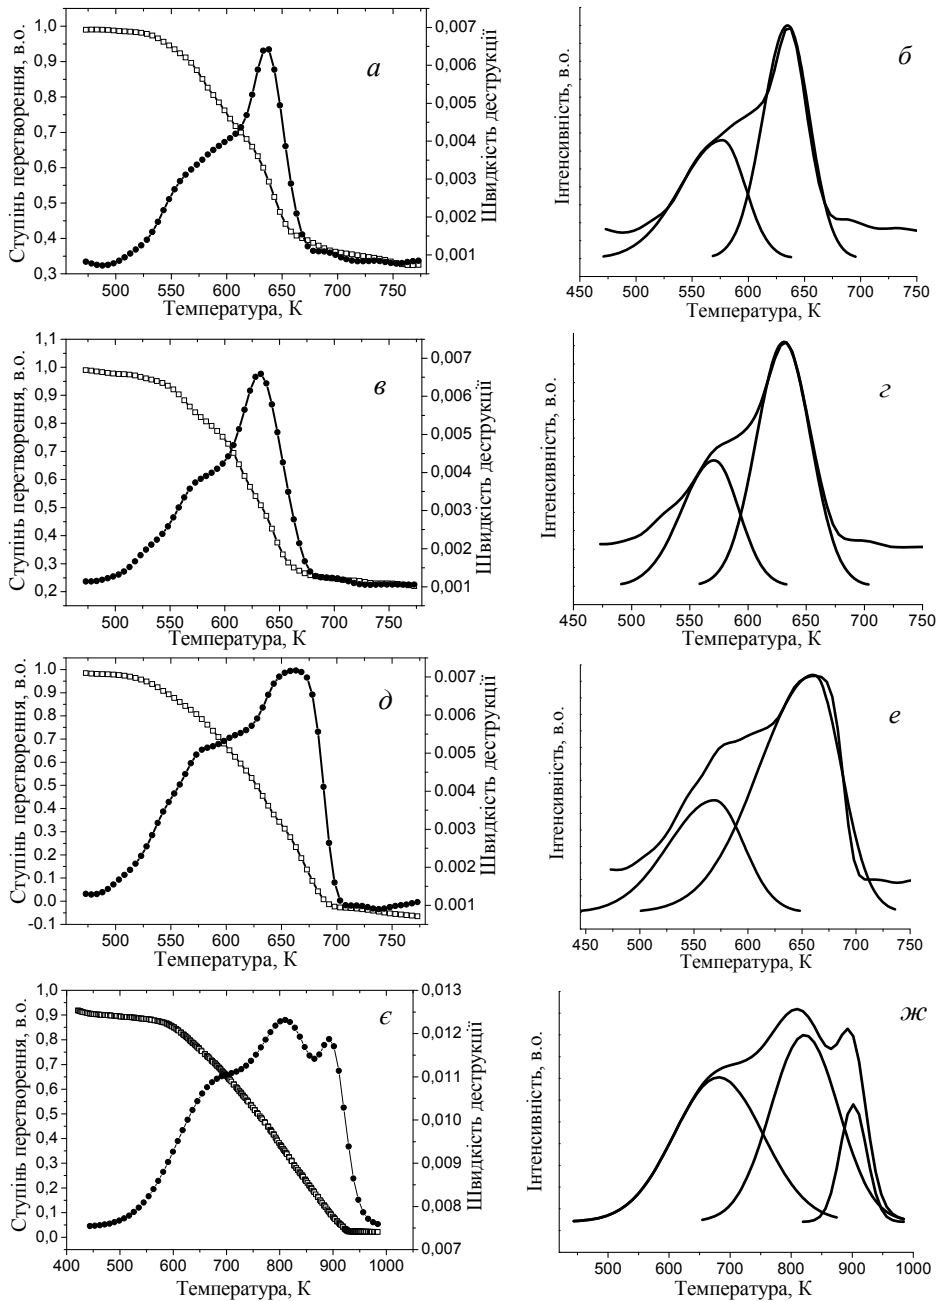 Ступінь перетворення, в.о.
1,0
0,9
0,8
0,7
0,6
0,5
0,4
0,3
500 550 600 650 700 750
Температура, К
0,007
0,006
0,005
0,004
0,003
0,002
0,001
Швидкість деструкції
а
Інтенсивність, в.о.
450 500 550 600 650 700 750
Температура, К
б
Ступінь перетворення, в.о.
1,1
1,0
0,9
0,8
0,7
0,6
0,5
0,4
0,3
0,2
500 550 600 650 700 750
Температура, К
0,007
0,006
0,005
0,004
0,003
0,002
0,001
Швидкість деструкції
в
Інтенсивність, в.о.
450 500 550 600 650 700 750
Температура, К
г
Ступінь перетворення, в.о.
1.0
0.9
0.8
0.7
0.6
0.5
0.4
0.3
0.2
0.1
0.0
-0.1
500 550 600 650 700 750
Температура, К
0.007
0.006
0.005
0.004
0.003
0.002
0.001
Швидкість деструкції
д
Інтенсивність, в.о.
450 500 550 600 650 700 750
Температура, К
е
Ступінь перетворення, в.о.
1,0
0,9
0,8
0,7
0,6
0,5
0,4
0,3
0,2
0,1
0,0
400 500 600 700 800 900 1000
Температура, К
0,013
0,012
0,011
0,010
0,009
0,008
0,007
Швидкість деструкції
є
Інтенсивність, в.о.
500 600 700 800 900 1000
Температура, К
ж